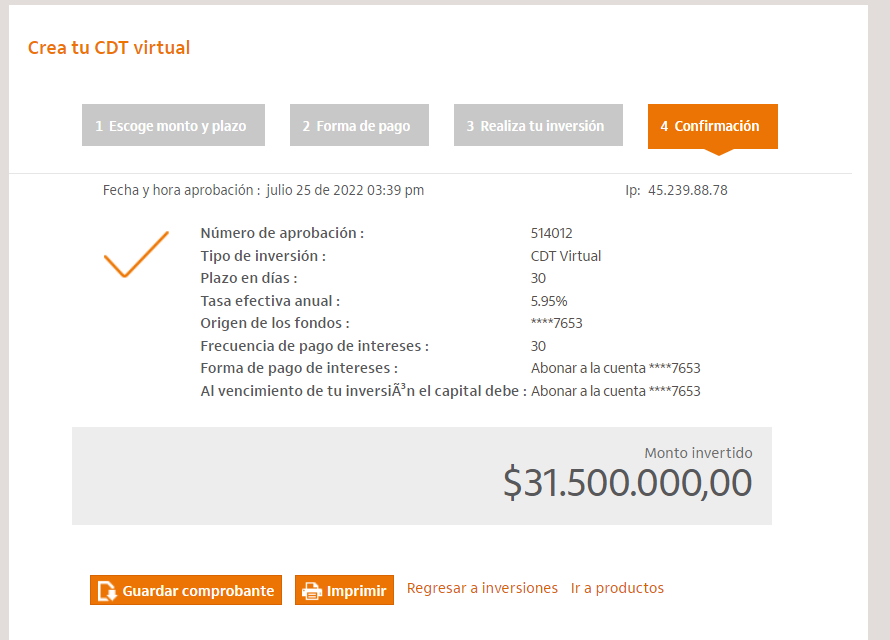 Crea tu CDT virtual
1 Escoge monto y plazo
2 Forma de pago
3 Realiza tu inversión
4 Confirmación
Fecha y hora aprobación : julio 25 de 2022 03:39 pm
Ip: 45.239.88.78
Número de aprobación : 514012
Tipo de inversión : CDT Virtual
Plazo en días : 30
Tasa efectiva anual : 5.95%
Origen de los fondos : ****7653
Frecuencia de pago de intereses : 30
Forma de pago de intereses : Abonar a la cuenta ****7653
Al vencimiento de tu inversiÃ³n el capital debe : Abonar a la cuenta ****7653
Monto invertido
$31.500.000,00
Guardar comprobante
Imprimir
Regresar a inversiones
Ir a productos